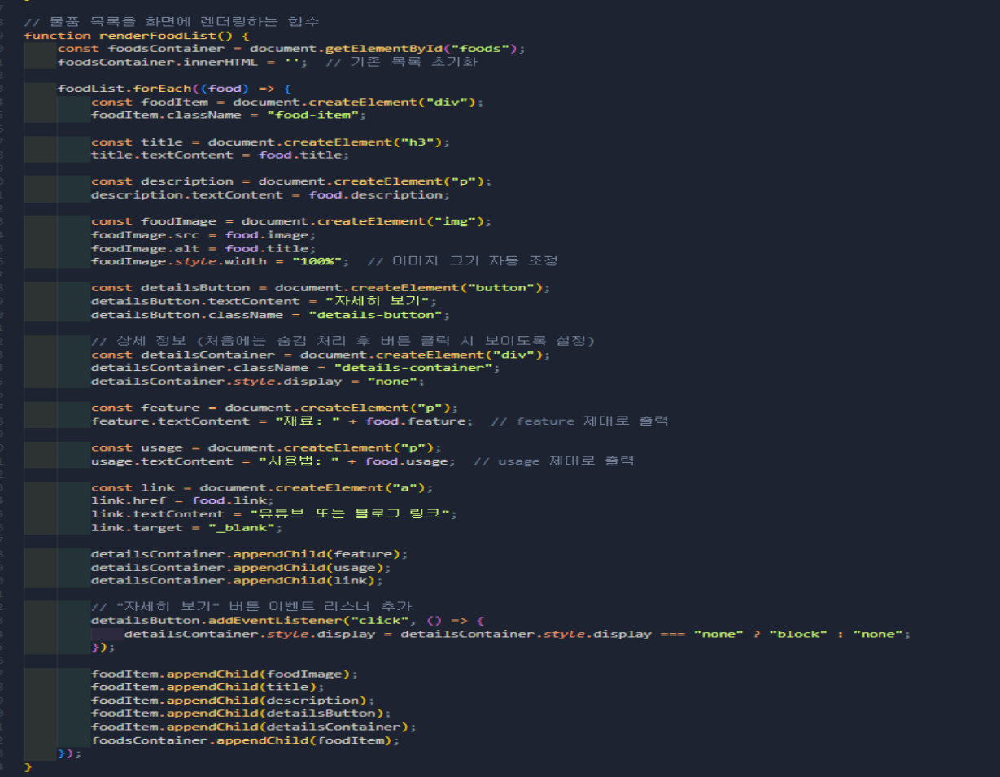 // 물품 목록을 화면에 렌더링하는 함수
function renderFoodList() {
const foodsContainer = document.getElementById("foods");
foodsContainer.innerHTML = ''; // 기존 목록 초기화
foodList.forEach((food) => {
const foodItem = document.createElement("div");
foodItem.className = "food-item";
const title = document.createElement("h3");
title.textContent = food.title;
const description = document.createElement("p");
description.textContent = food.description;
const foodImage = document.createElement("img");
foodImage.src = food.image;
foodImage.alt = food.title;
foodImage.style.width = "100%"; // 이미지 크기 자동 조정
const detailsButton = document.createElement("button");
detailsButton.textContent = "자세히 보기";
detailsButton.className = "details-button";
// 상세 정보 (처음에는 숨김 처리 후 버튼 클릭 시 보이도록 설정)
const detailsContainer = document.createElement("div");
detailsContainer.className = "details-container";
detailsContainer.style.display = "none";
const feature = document.createElement("p");
feature.textContent = "재료: " + food.feature; // feature 제대로 출력
const usage = document.createElement("p");
usage.textContent = "사용법: " + food.usage; // usage 제대로 출력
const link = document.createElement("a");
link.href = food.link;
link.textContent = "유튜브 또는 블로그 링크";
link.target = "_blank";
detailsContainer.appendChild(feature);
detailsContainer.appendChild(usage);
detailsContainer.appendChild(link);
// "자세히 보기" 버튼 이벤트 리스너 추가
detailsButton.addEventListener("click", () => {
detailsContainer.style.display = detailsContainer.style.display === "none" ? "block" : "none";
});
foodItem.appendChild(foodImage);
foodItem.appendChild(title);
foodItem.appendChild(description);
foodItem.appendChild(detailsButton);
foodItem.appendChild(detailsContainer);
foodsContainer.appendChild(foodItem);
});
}